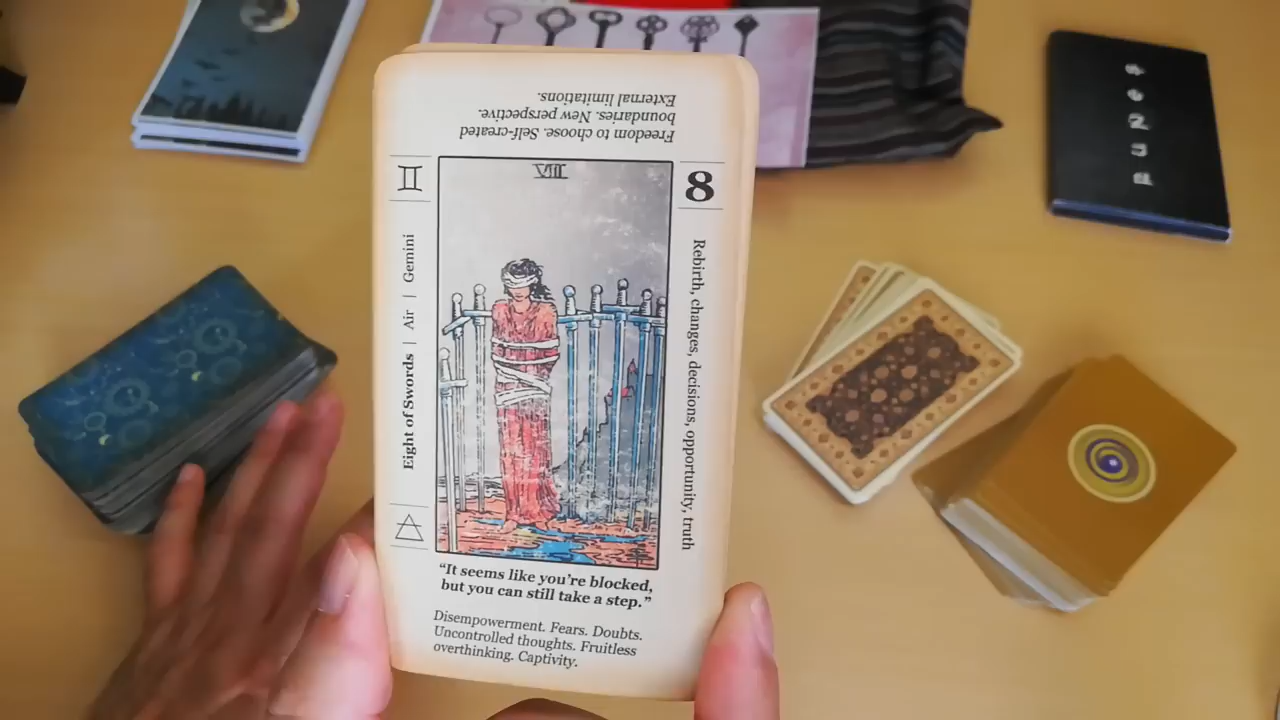 Freedom to choose. Self-created
boundaries. New perspective.
External limitations.
VIII
8
Eight of Swords | Air | Gemini
Rebirth, changes, decisions, opportunity, truth
“It seems like you’re blocked,
but you can still take a step.”
Disempowerment. Fears. Doubts.
Uncontrolled thoughts. Fruitless
overthinking. Captivity.